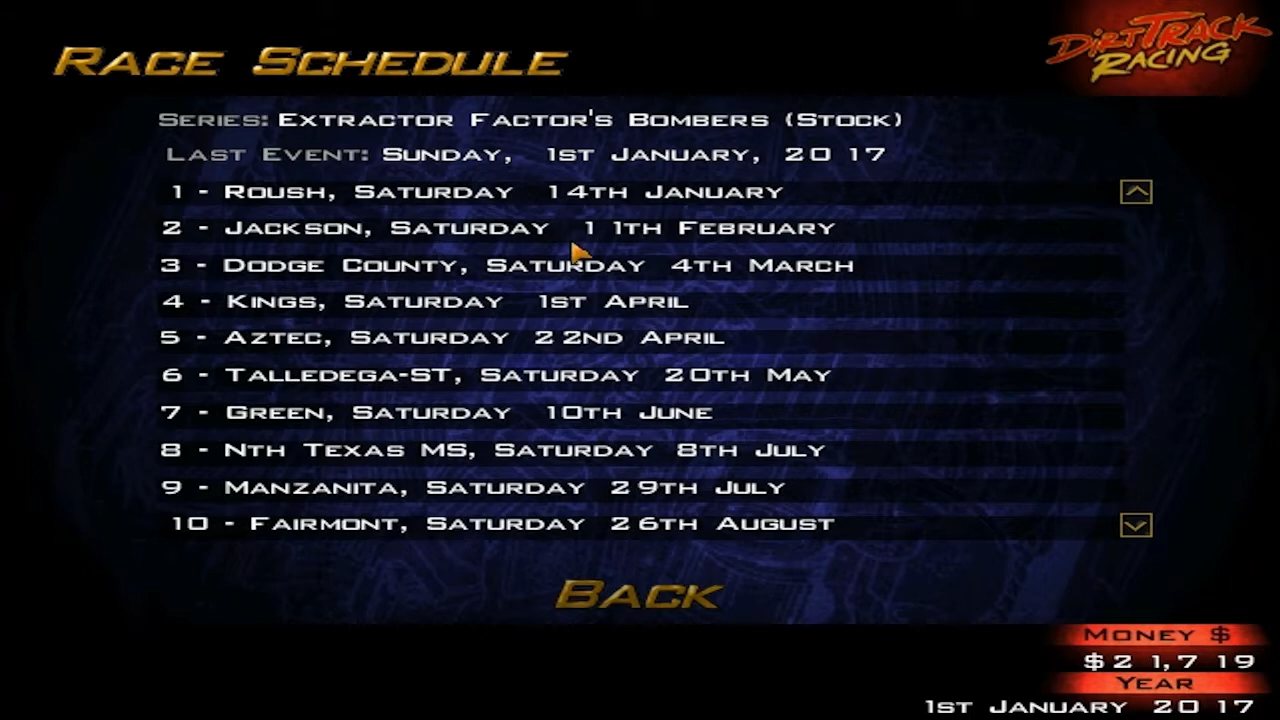 Race Schedule
Dirt Track
Racing
Series: Extractor Factor's Bombers (Stock)
Last Event: Sunday, 1st January, 2017
1 - Roush, Saturday 14th January
2 - Jackson, Saturday 11th February
3 - Dodge County, Saturday 4th March
4 - Kings, Saturday 1st April
5 - Aztec, Saturday 22nd April
6 - Talledega-ST, Saturday 20th May
7 - Green, Saturday 10th June
8 - Nth Texas MS, Saturday 8th July
9 - Manzanita, Saturday 29th July
10 - Fairmont, Saturday 26th August
Back
Money $
$21,719
Year
1st January 2017